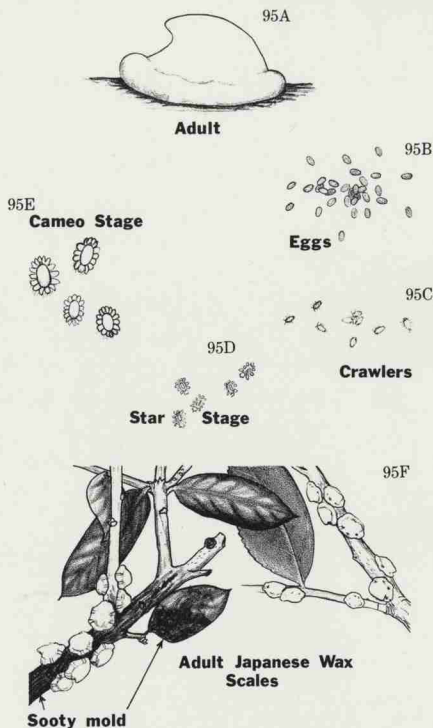 95A
Adult
95B
Eggs
95E
Cameo Stage
95C
Crawlers
95D
Star Stage
95F
Adult Japanese Wax
Scales
Sooty mold